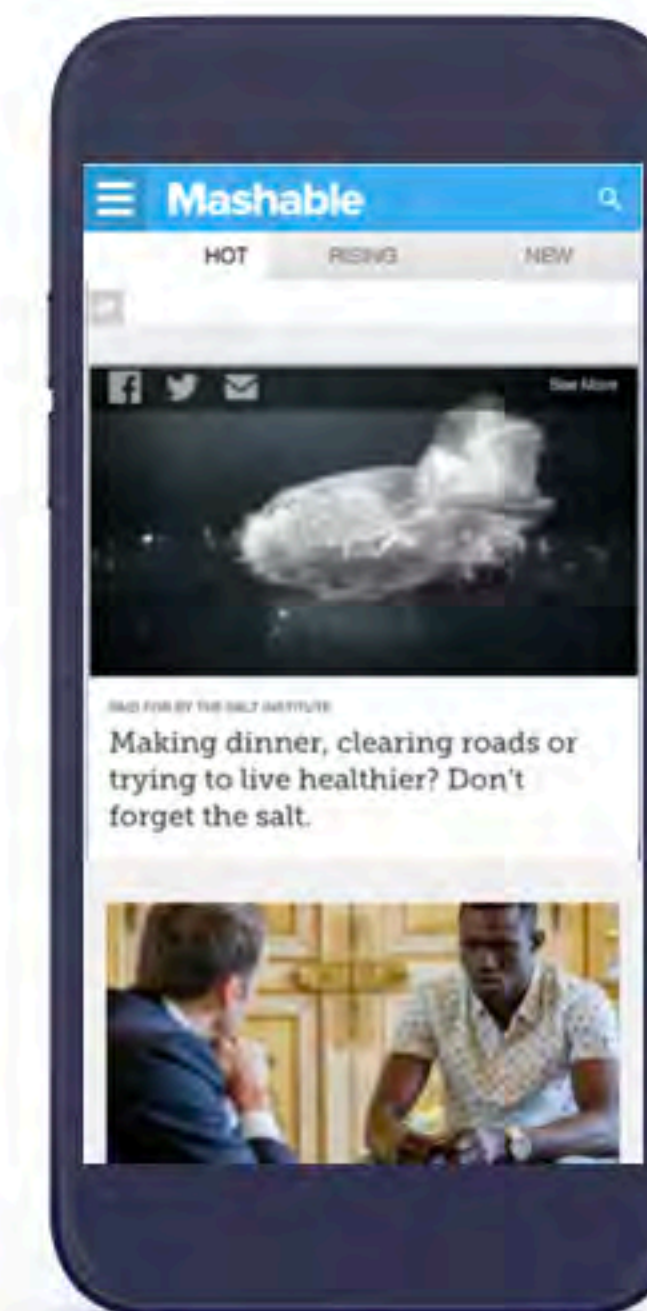 Mashable
HOT RISING NEW
See More
PAID FOR BY THE SALT INSTITUTE
Making dinner, clearing roads or
trying to live healthier? Don't
forget the salt.